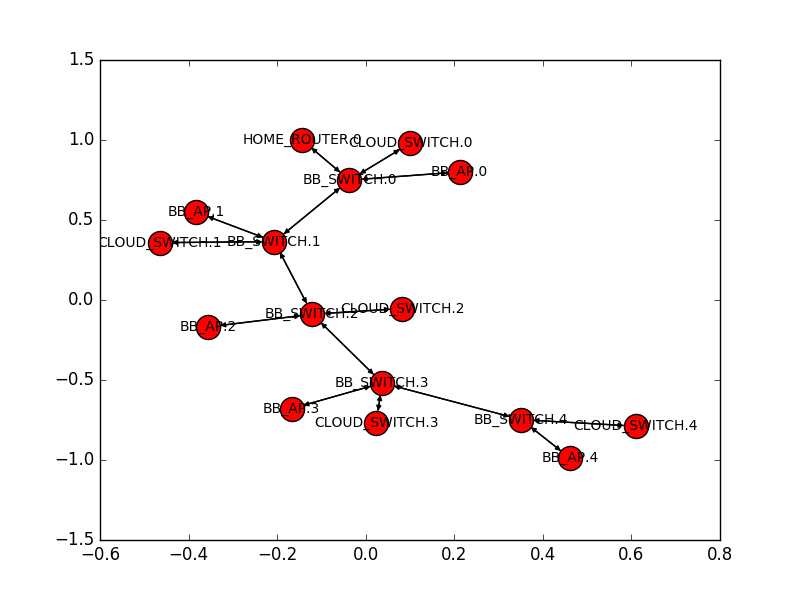 1.5
1.0
0.5
0.0
−0.5
−1.0
−1.5
−0.6
−0.4
−0.2
0.0
0.2
0.4
0.6
0.8
HOME_ROUTER.0
CLOUD_SWITCH.0
BB_SWITCH.0
BB_AP.0
BB_AP.1
CLOUD_SWITCH.1
BB_SWITCH.1
BB_SWITCH.2
CLOUD_SWITCH.2
BB_AP.2
BB_SWITCH.3
BB_AP.3
CLOUD_SWITCH.3
BB_SWITCH.4
CLOUD_SWITCH.4
BB_AP.4